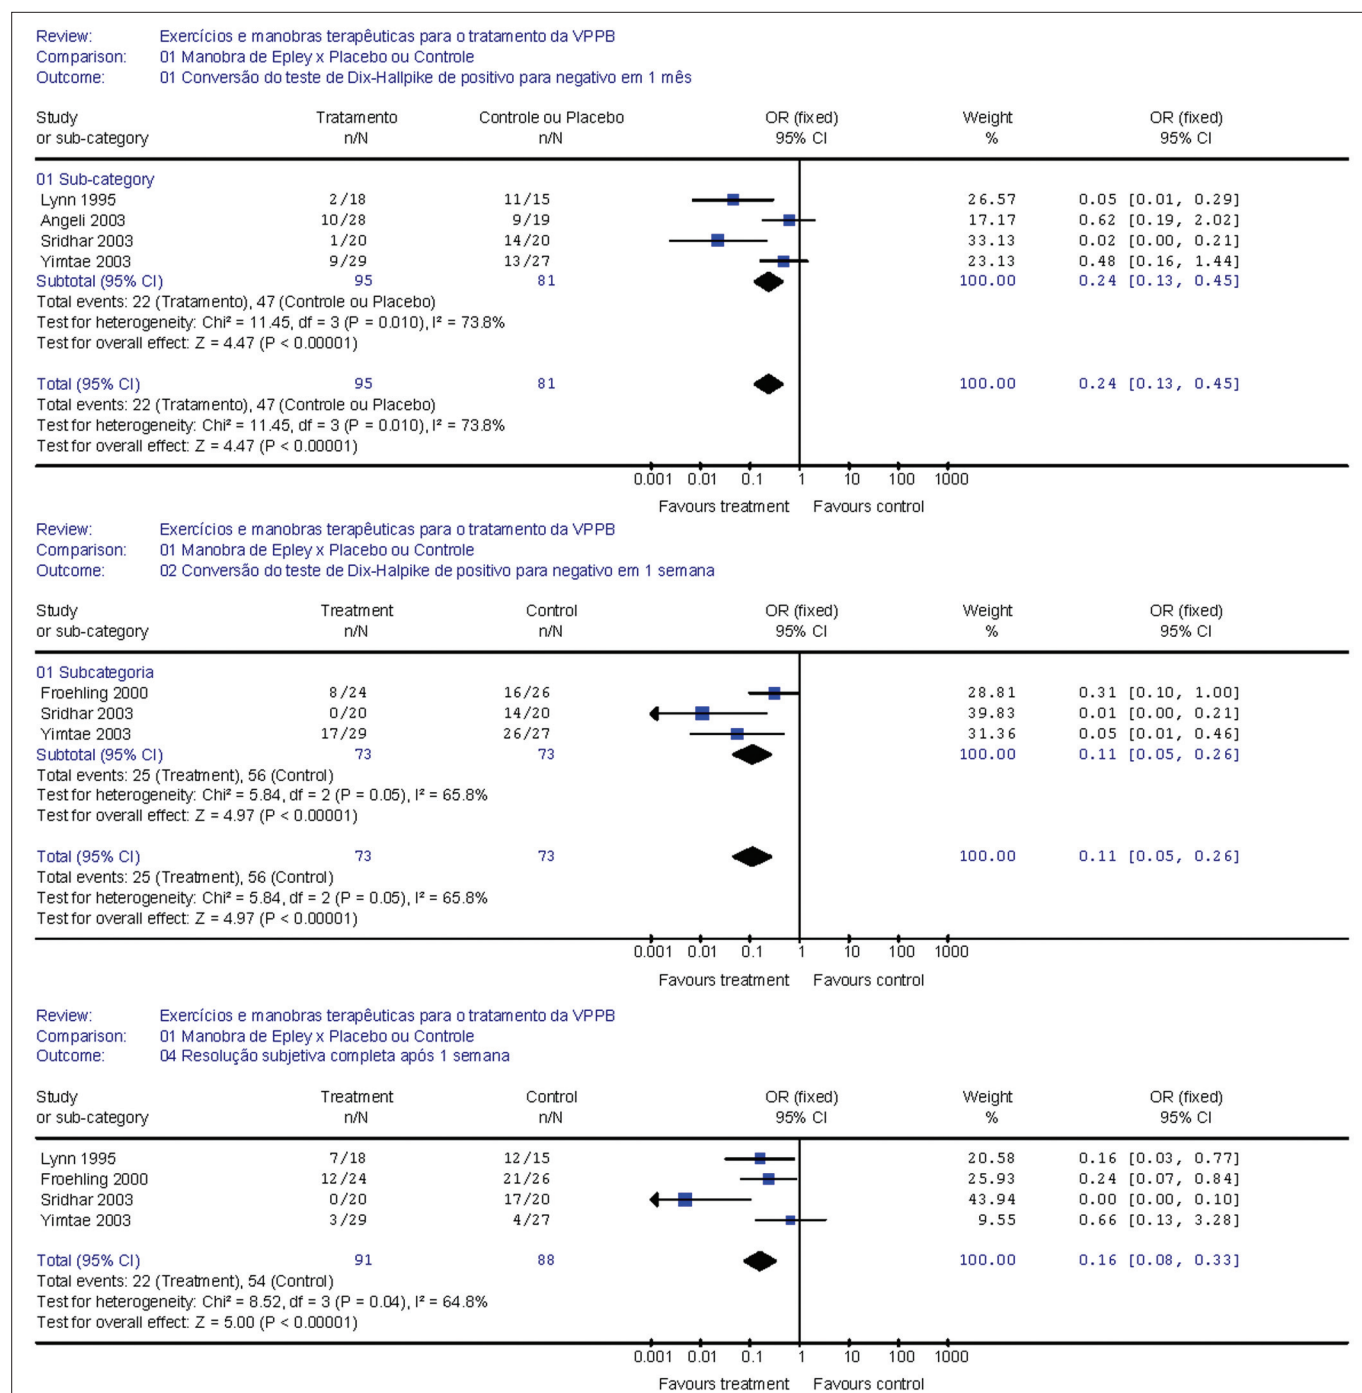 Review: Exercícios e manobras terapêuticas para o tratamento da VPPB
Comparison: 01 Manobra de Epley x Placebo ou Controle
Outcome: 01 Conversão do teste de Dix-Hallpike de positivo para negativo em 1 mês
Study Tratamento Controle ou Placebo OR (fixed) Weight OR (fixed)
or sub-category n/N n/N 95% CI % 95% CI
01 Sub-category
Lynn 1995 2/18 11/15 26.57 0.05 [0.01, 0.29]
Angeli 2003 10/28 9/19 17.17 0.62 [0.19, 2.02]
Sridhar 2003 1/20 14/20 33.13 0.02 [0.00, 0.21]
Yimtae 2003 9/29 13/27 23.13 0.48 [0.16, 1.44]
Subtotal (95% CI) 95 81 100.00 0.24 [0.13, 0.45]
Total events: 22 (Tratamento), 47 (Controle ou Placebo)
Test for heterogeneity: Chi² = 11.45, df = 3 (P = 0.010), I² = 73.8%
Test for overall effect: Z = 4.47 (P < 0.00001)
Total (95% CI) 95 81 100.00 0.24 [0.13, 0.45]
Total events: 22 (Tratamento), 47 (Controle ou Placebo)
Test for heterogeneity: Chi² = 11.45, df = 3 (P = 0.010), I² = 73.8%
Test for overall effect: Z = 4.47 (P < 0.00001)
0.001 0.01 0.1 1 10 100 1000
Favours treatment Favours control
Review: Exercícios e manobras terapêuticas para o tratamento da VPPB
Comparison: 01 Manobra de Epley x Placebo ou Controle
Outcome: 02 Conversão do teste de Dix-Halpike de positivo para negativo em 1 semana
Study Treatment Control OR (fixed) Weight OR (fixed)
or sub-category n/N n/N 95% CI % 95% CI
01 Subcategoria
Froehling 2000 8/24 16/26 28.81 0.31 [0.10, 1.00]
Sridhar 2003 0/20 14/20 39.83 0.01 [0.00, 0.21]
Yimtae 2003 17/29 26/27 31.36 0.05 [0.01, 0.46]
Subtotal (95% CI) 73 73 100.00 0.11 [0.05, 0.26]
Total events: 25 (Treatment), 56 (Control)
Test for heterogeneity: Chi² = 5.84, df = 2 (P = 0.05), I² = 65.8%
Test for overall effect: Z = 4.97 (P < 0.00001)
Total (95% CI) 73 73 100.00 0.11 [0.05, 0.26]
Total events: 25 (Treatment), 56 (Control)
Test for heterogeneity: Chi² = 5.84, df = 2 (P = 0.05), I² = 65.8%
Test for overall effect: Z = 4.97 (P < 0.00001)
0.001 0.01 0.1 1 10 100 1000
Favours treatment Favours control
Review: Exercícios e manobras terapêuticas para o tratamento da VPPB
Comparison: 01 Manobra de Epley x Placebo ou Controle
Outcome: 04 Resolução subjetiva completa após 1 semana
Study Treatment Control OR (fixed) Weight OR (fixed)
or sub-category n/N n/N 95% CI % 95% CI
Lynn 1995 7/18 12/15 20.58 0.16 [0.03, 0.77]
Froehling 2000 12/24 21/26 25.93 0.24 [0.07, 0.84]
Sridhar 2003 0/20 17/20 43.94 0.00 [0.00, 0.10]
Yimtae 2003 3/29 4/27 9.55 0.66 [0.13, 3.28]
Total (95% CI) 91 88 100.00 0.16 [0.08, 0.33]
Total events: 22 (Treatment), 54 (Control)
Test for heterogeneity: Chi² = 8.52, df = 3 (P = 0.04), I² = 64.8%
Test for overall effect: Z = 5.00 (P < 0.00001)
0.001 0.01 0.1 1 10 100 1000
Favours treatment Favours control